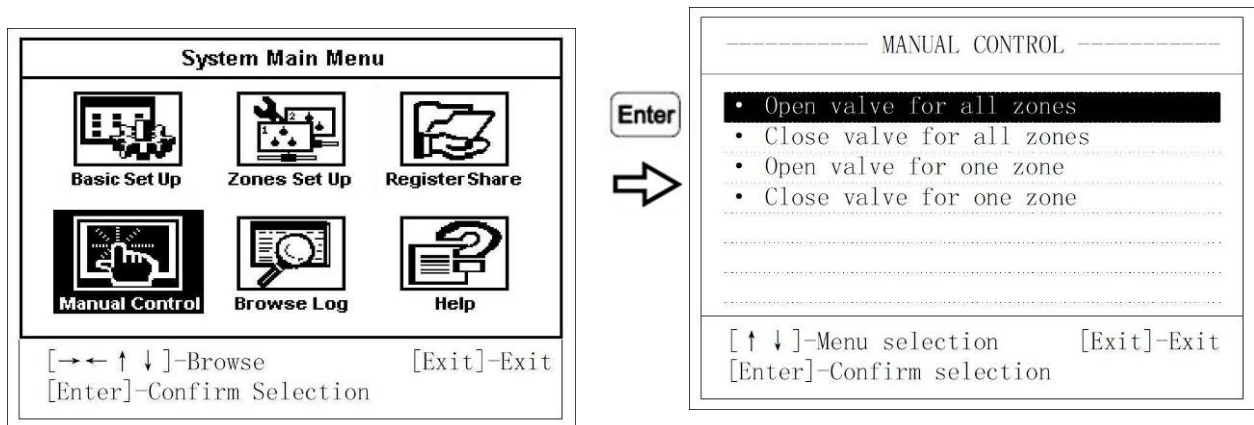 System Main Menu
Basic Set Up
Zones Set Up
Register Share
Manual Control
Browse Log
Help
[→← ↑ ↓]-Browse [Exit]-Exit
[Enter]-Confirm Selection
Enter
----------- MANUAL CONTROL -----------
• Open valve for all zones
• Close valve for all zones
• Open valve for one zone
• Close valve for one zone
[↑ ↓]-Menu selection [Exit]-Exit
[Enter]-Confirm selection